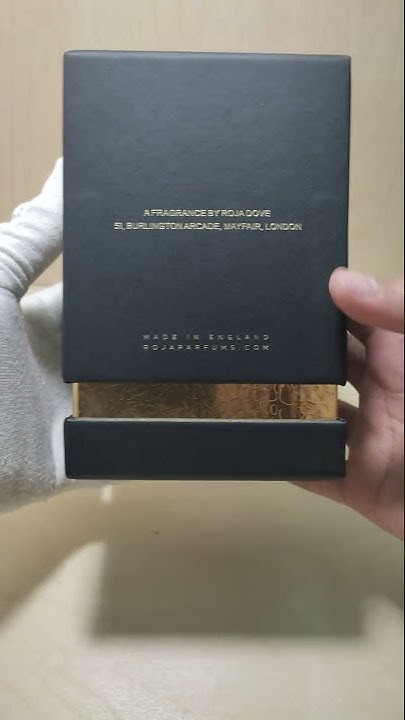 A FRAGRANCE BY ROJA DOVE
51, BURLINGTON ARCADE, MAYFAIR, LONDON
MADE IN ENGLAND
ROJAPARFUMS.COM